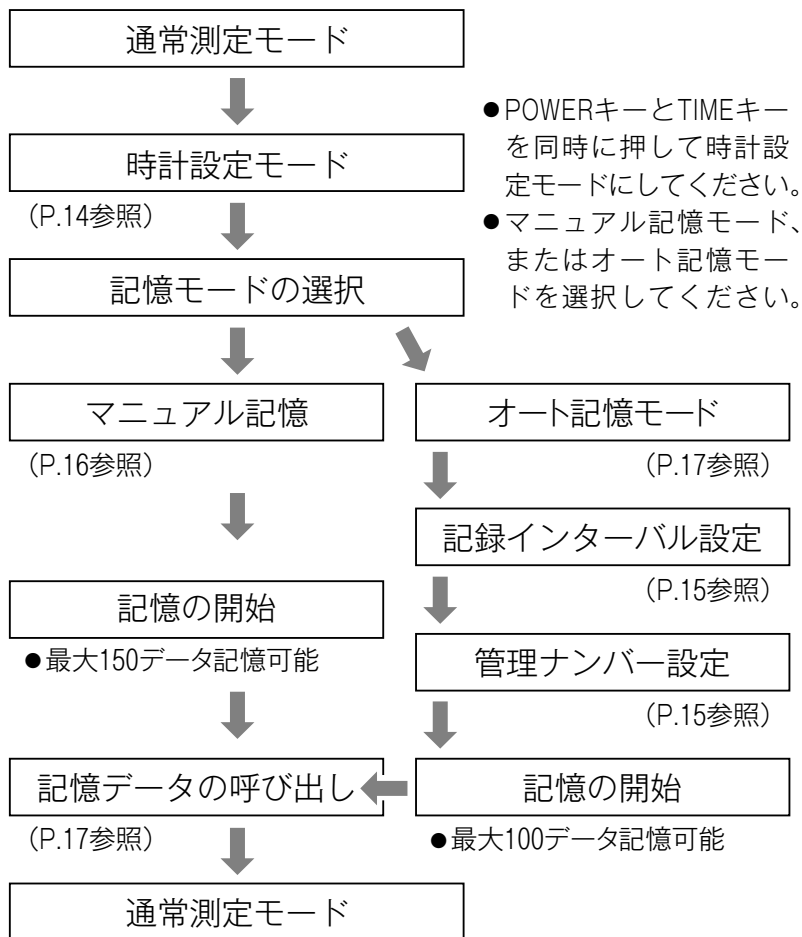 通常測定モード
●POWERキーとTIMEキー
を同時に押して時計設
定モードにしてください。
●マニュアル記憶モード、
またはオート記憶モー
ドを選択してください。
時計設定モード
（P.14参照）
記憶モードの選択
マニュアル記憶
（P.16参照）
記憶の開始
●最大150データ記憶可能
オート記憶モード
（P.17参照）
記録インターバル設定
（P.15参照）
管理ナンバー設定
（P.15参照）
記憶の開始
●最大100データ記憶可能
記憶データの呼び出し
（P.17参照）
通常測定モード